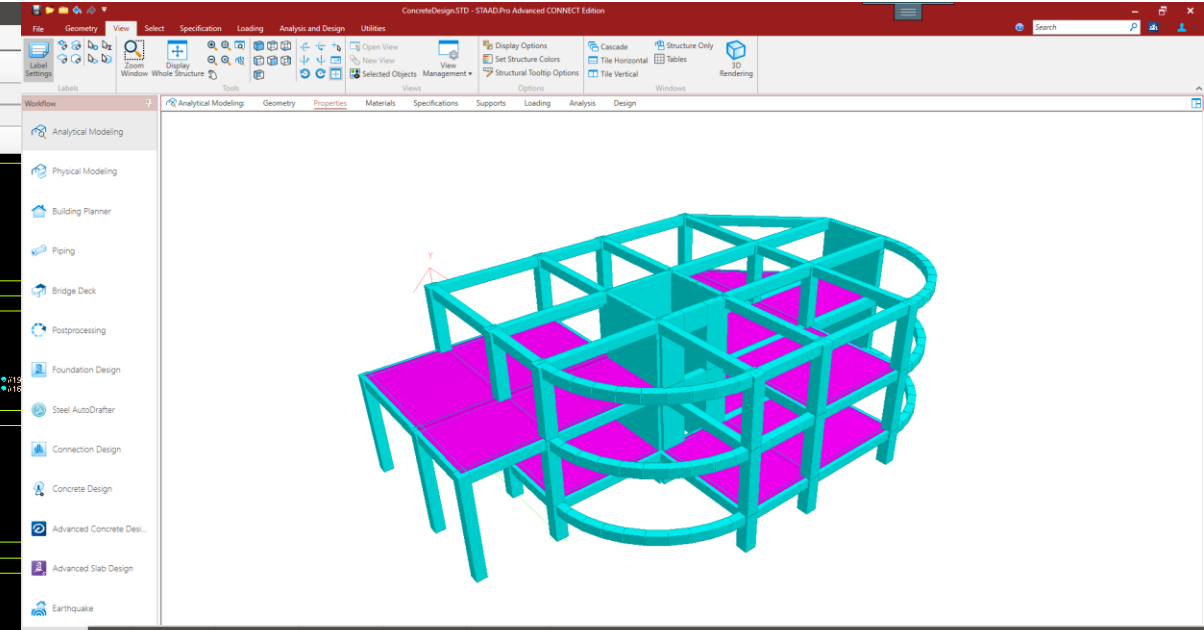 ConcreteDesign.STD - STAAD.Pro Advanced CONNECT Edition
File Geometry View Select Specification Loading Analysis and Design Utilities
Search
Label Settings
Labels
Zoom Window
Display Whole Structure
Tools
Open View
New View
Selected Objects
View Management
Views
Display Options
Set Structure Colors
Structural Tooltip Options
Options
Cascade
Tile Horizontal
Tile Vertical
Structure Only
Tables
3D Rendering
Windows
Workflow
Analytical Modeling: Geometry Properties Materials Specifications Supports Loading Analysis Design
Analytical Modeling
Physical Modeling
Building Planner
Piping
Bridge Deck
Postprocessing
Foundation Design
Steel AutoDrafter
Connection Design
Concrete Design
Advanced Concrete Desi...
Advanced Slab Design
Earthquake
Y